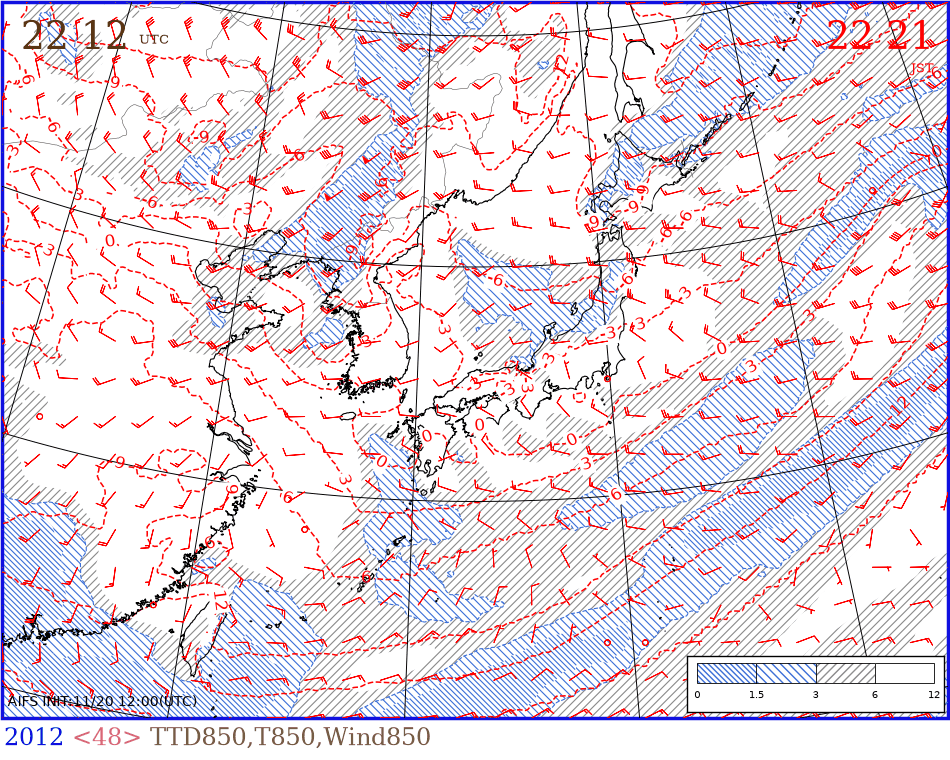 22 12 UTC
22 21
JST
AIFS INIT:11/20 12:00(UTC)
0 1.5 3 6 12
2012 <48> TTD850,T850,Wind850